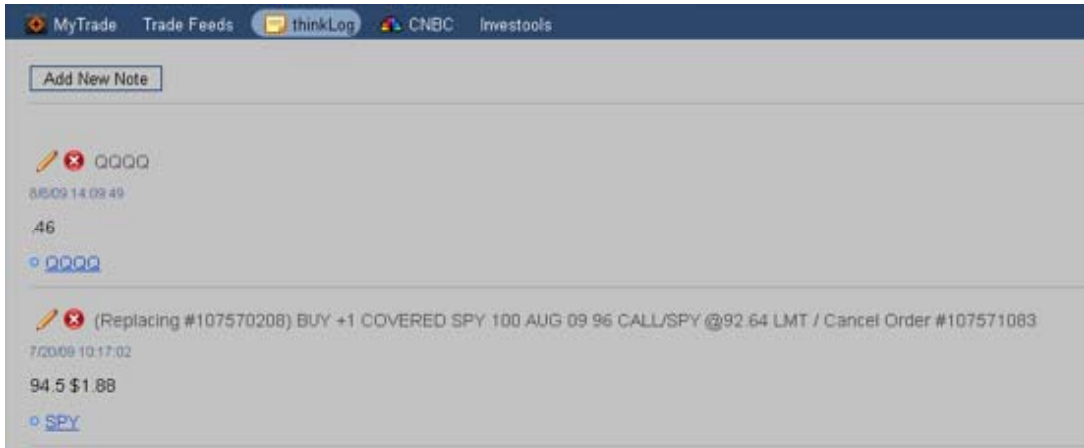 MyTrade Trade Feeds thinkLog CNBC Investools
Add New Note
QQQQ
8/6/09 14:09:49
.46
QQQQ
(Replacing #107570208) BUY +1 COVERED SPY 100 AUG 09 96 CALL/SPY @92.64 LMT / Cancel Order #107571083
7/20/09 10:17:02
94.5 $1.88
SPY